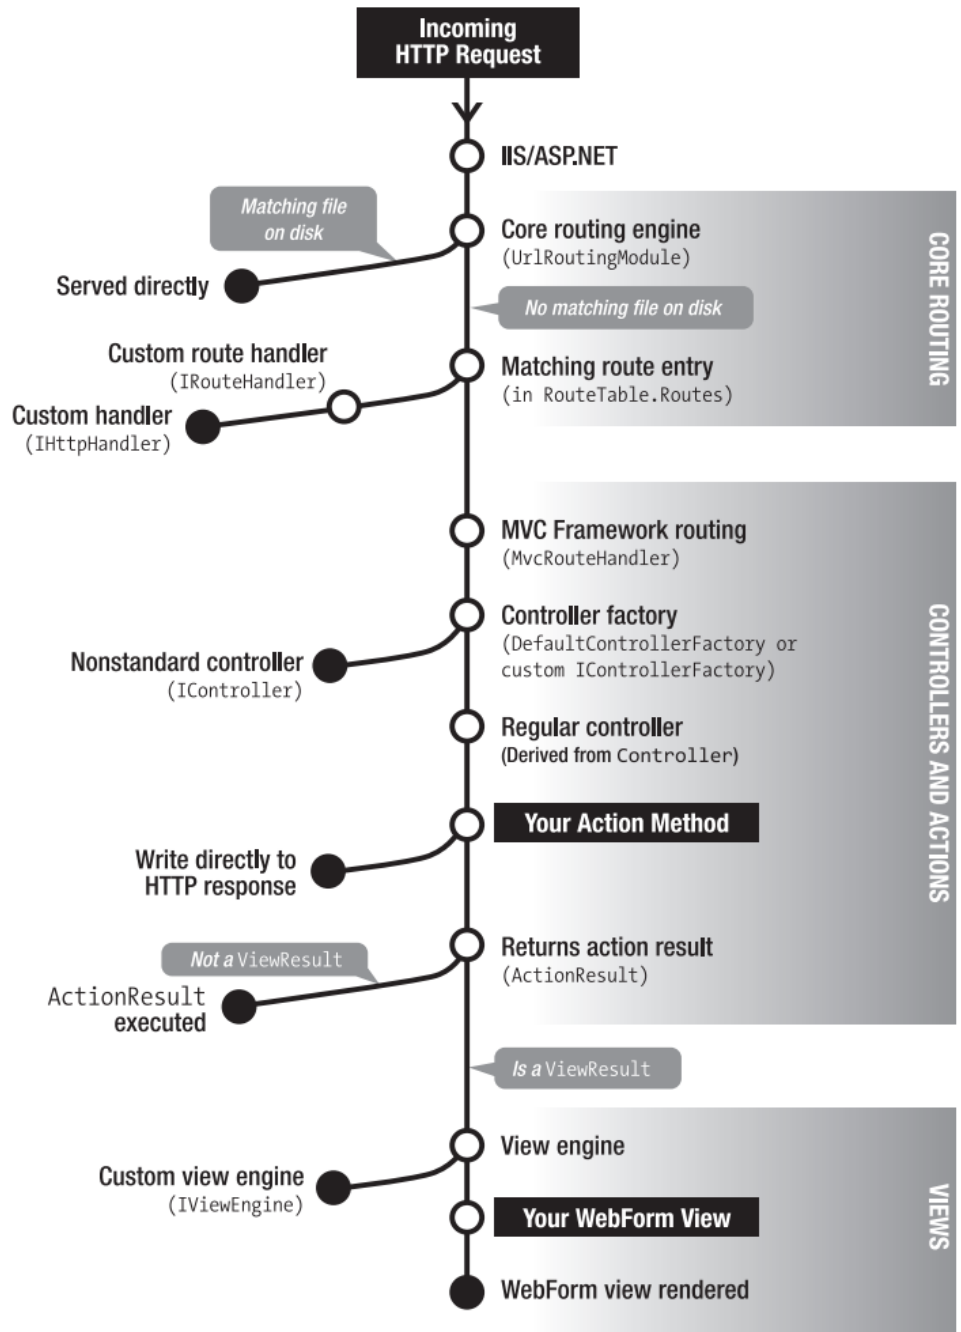 Incoming
HTTP Request
IIS/ASP.NET
Matching file
on disk
Core routing engine
(UrlRoutingModule)
Served directly
No matching file on disk
Custom route handler
(IRouteHandler)
Matching route entry
(in RouteTable.Routes)
Custom handler
(IHttpHandler)
CORE ROUTING
MVC Framework routing
(MvcRouteHandler)
Controller factory
(DefaultControllerFactory or
custom IControllerFactory)
Nonstandard controller
(IController)
Regular controller
(Derived from Controller)
Your Action Method
Write directly to
HTTP response
Returns action result
(ActionResult)
Not a ViewResult
ActionResult
executed
CONTROLLERS AND ACTIONS
Is a ViewResult
View engine
Custom view engine
(IViewEngine)
Your WebForm View
WebForm view rendered
VIEWS